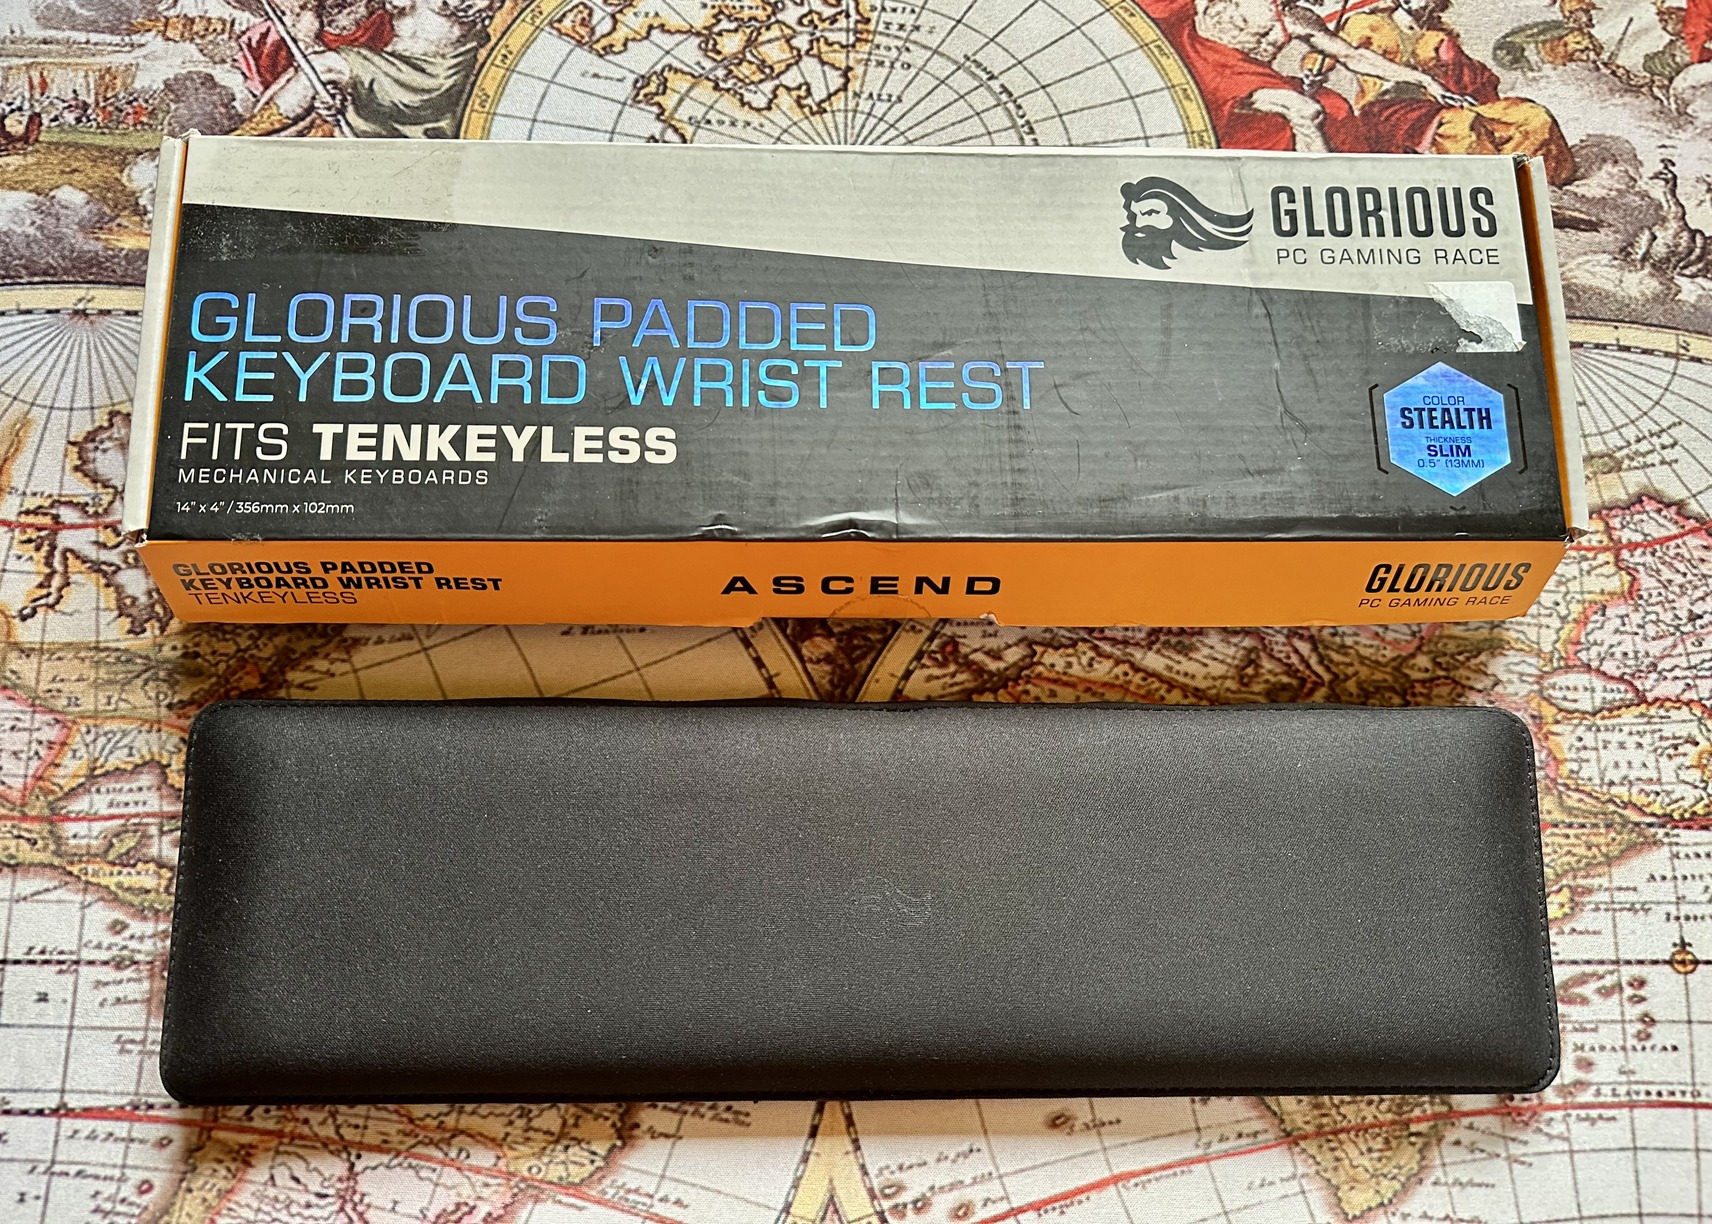 GLORIOUS
PC GAMING RACE
GLORIOUS PADDED
KEYBOARD WRIST REST
FITS TENKEYLESS
MECHANICAL KEYBOARDS
14" x 4" / 356mm x 102mm
COLOR
STEALTH
THICKNESS
SLIM
0.5" (13MM)
GLORIOUS PADDED
KEYBOARD WRIST REST
TENKEYLESS
ASCEND
GLORIOUS
PC GAMING RACE
MADAGASCAR